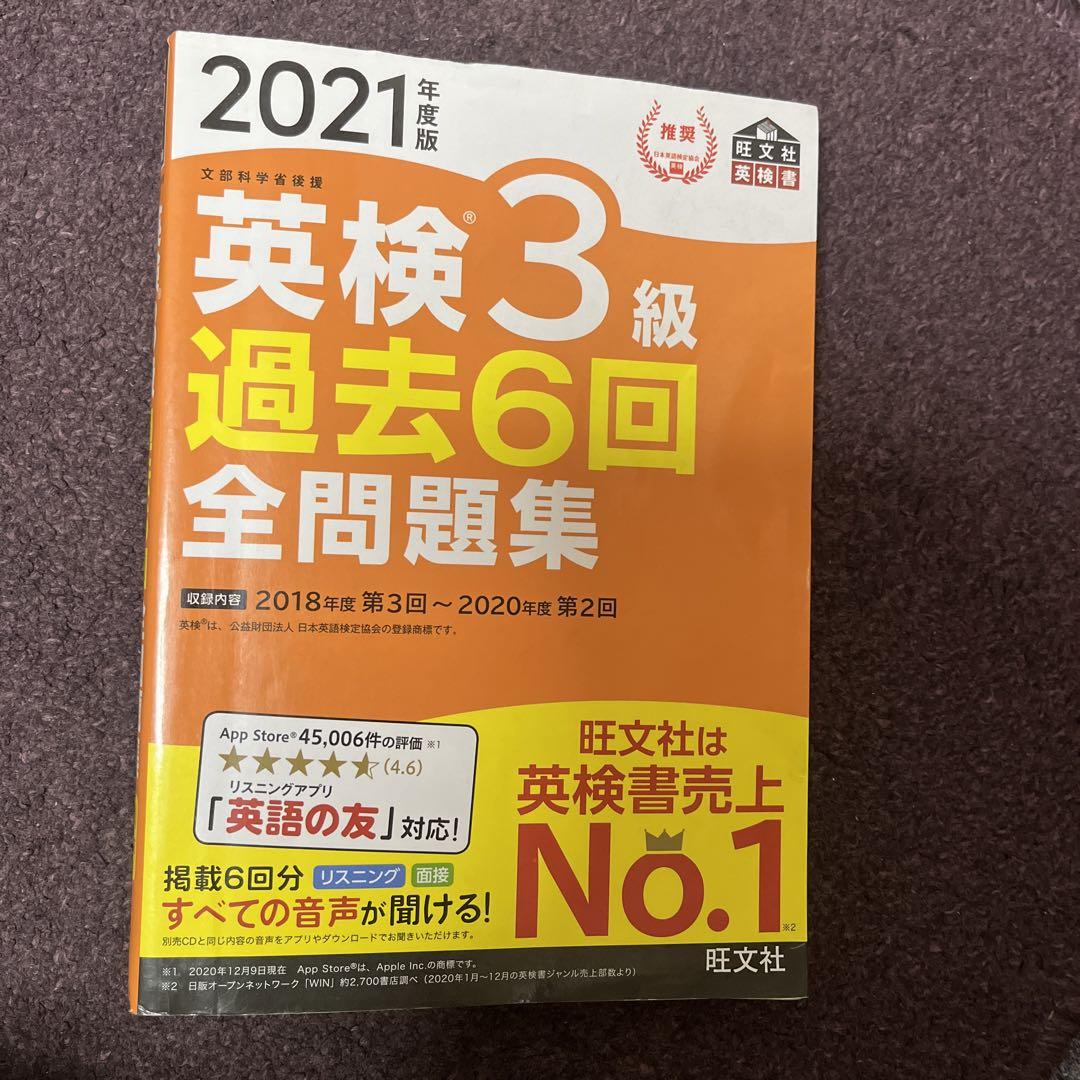 2021年度版
推奨
日本英語検定協会
英検
旺文社
英検書
文部科学省後援
英検®3級
過去6回
全問題集
収録内容 2018年度 第3回～2020年度 第2回
英検®は、公益財団法人 日本英語検定協会の登録商標です。
App Store®45,006件の評価 ※1
★★★★★(4.6)
リスニングアプリ
「英語の友」対応!
旺文社は
英検書売上
No.1 ※2
掲載6回分 リスニング 面接
すべての音声が聞ける!
別売CDと同じ内容の音声をアプリやダウンロードでお聞きいただけます。
※1 2020年12月9日現在 App Store®は、Apple Inc.の商標です。
※2 日販オープンネットワーク「WIN」約2,700書店調べ（2020年1月～12月の英検書ジャンル売上部数より）
旺文社